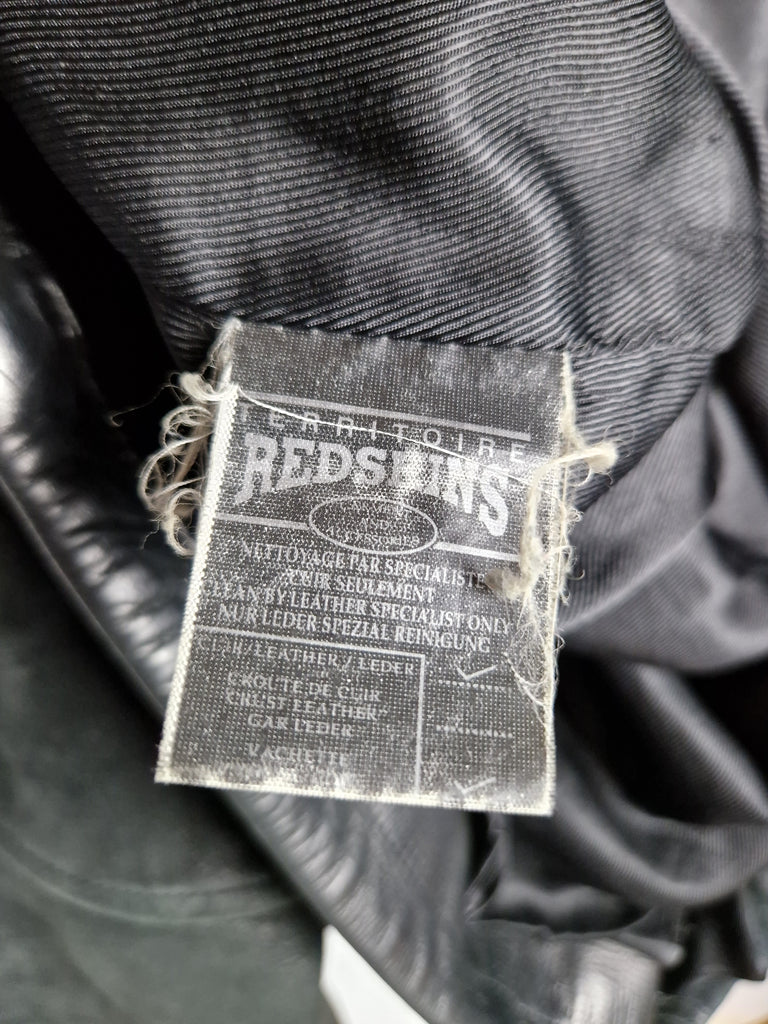 TERRITOIRE
REDSKINS
AND
NETTOYAGE PAR SPECIALISTE
CUIR SEULEMENT
CLEAN BY LEATHER SPECIALIST ONLY
NUR LEDER SPEZIAL REINIGUNG
CUIR/LEATHER/LEDER
CROUTE DE CUIR
CRUST LEATHER
GAR LEDER
VACHETTE